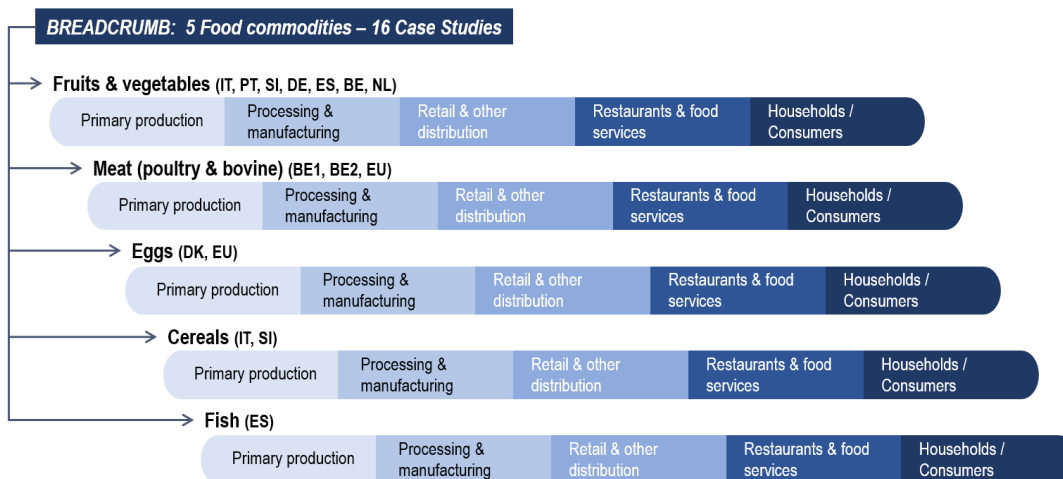 BREADCRUMB: 5 Food commodities – 16 Case Studies
Fruits & vegetables (IT, PT, SI, DE, ES, BE, NL)
Primary production
Processing &
manufacturing
Retail & other
distribution
Restaurants & food
services
Households /
Consumers
Meat (poultry & bovine) (BE1, BE2, EU)
Primary production
Processing &
manufacturing
Retail & other
distribution
Restaurants & food
services
Households /
Consumers
Eggs (DK, EU)
Primary production
Processing &
manufacturing
Retail & other
distribution
Restaurants & food
services
Households /
Consumers
Cereals (IT, SI)
Primary production
Processing &
manufacturing
Retail & other
distribution
Restaurants & food
services
Households /
Consumers
Fish (ES)
Primary production
Processing &
manufacturing
Retail & other
distribution
Restaurants & food
services
Households /
Consumers